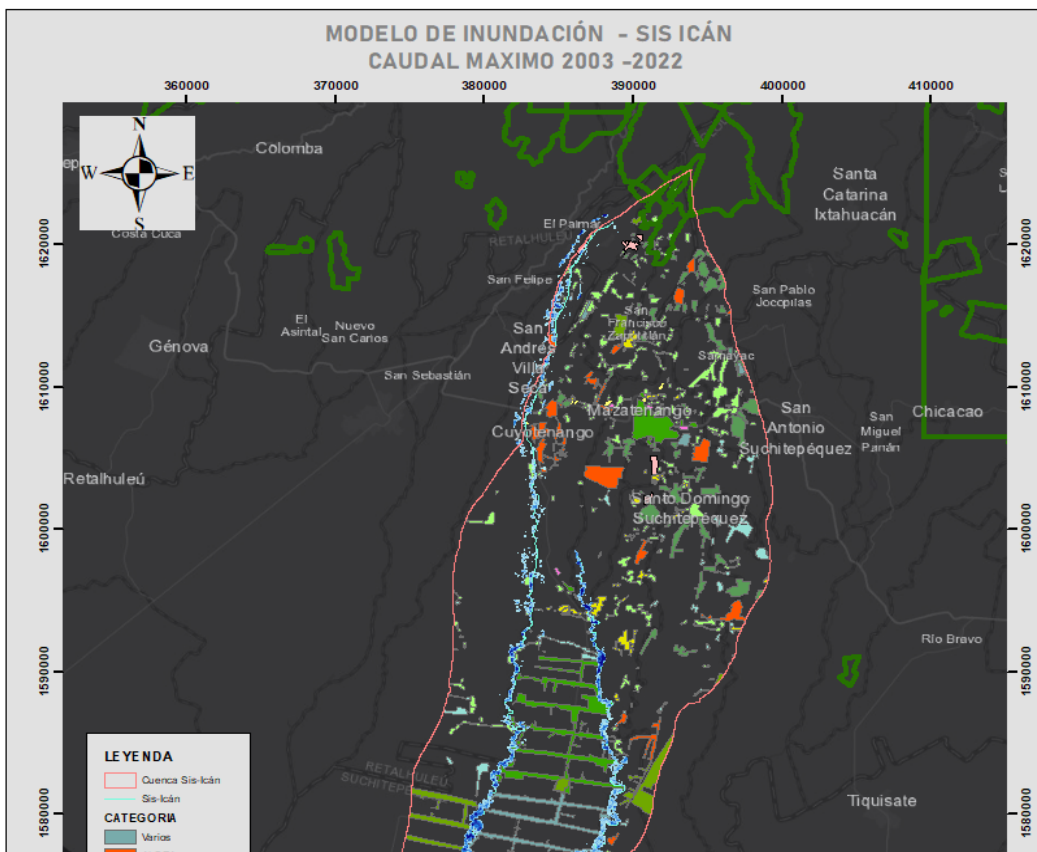 MODELO DE INUNDACIÓN - SIS ICÁN
CAUDAL MAXIMO 2003 -2022
360000
370000
380000
390000
400000
410000
N
W
E
S
Colomba
Costa Cuca
El Palmar
RETALHULEÚ
Santa
Catarina
Ixtahuacán
1620000
1620000
San Felipe
San Pablo
Jocopilas
El
Asintal
Nuevo
San Carlos
Génova
San
Andrés
Villa
Seca
San
Francisco
Zapotitlán
Samayac
San Sebastián
1610000
1610000
Mazatenango
Cuyotenango
San
Antonio
Suchitepéquez
San
Miguel
Panán
Chicacao
Retalhuleú
Santo Domingo
Suchitepéquez
1600000
1600000
Río Bravo
1590000
1590000
LEYENDA
Cuenca Sis-Icán
Sis-Icán
CATEGORIA
Varios
RETALHULEÚ
Tiquisate
1580000
1580000